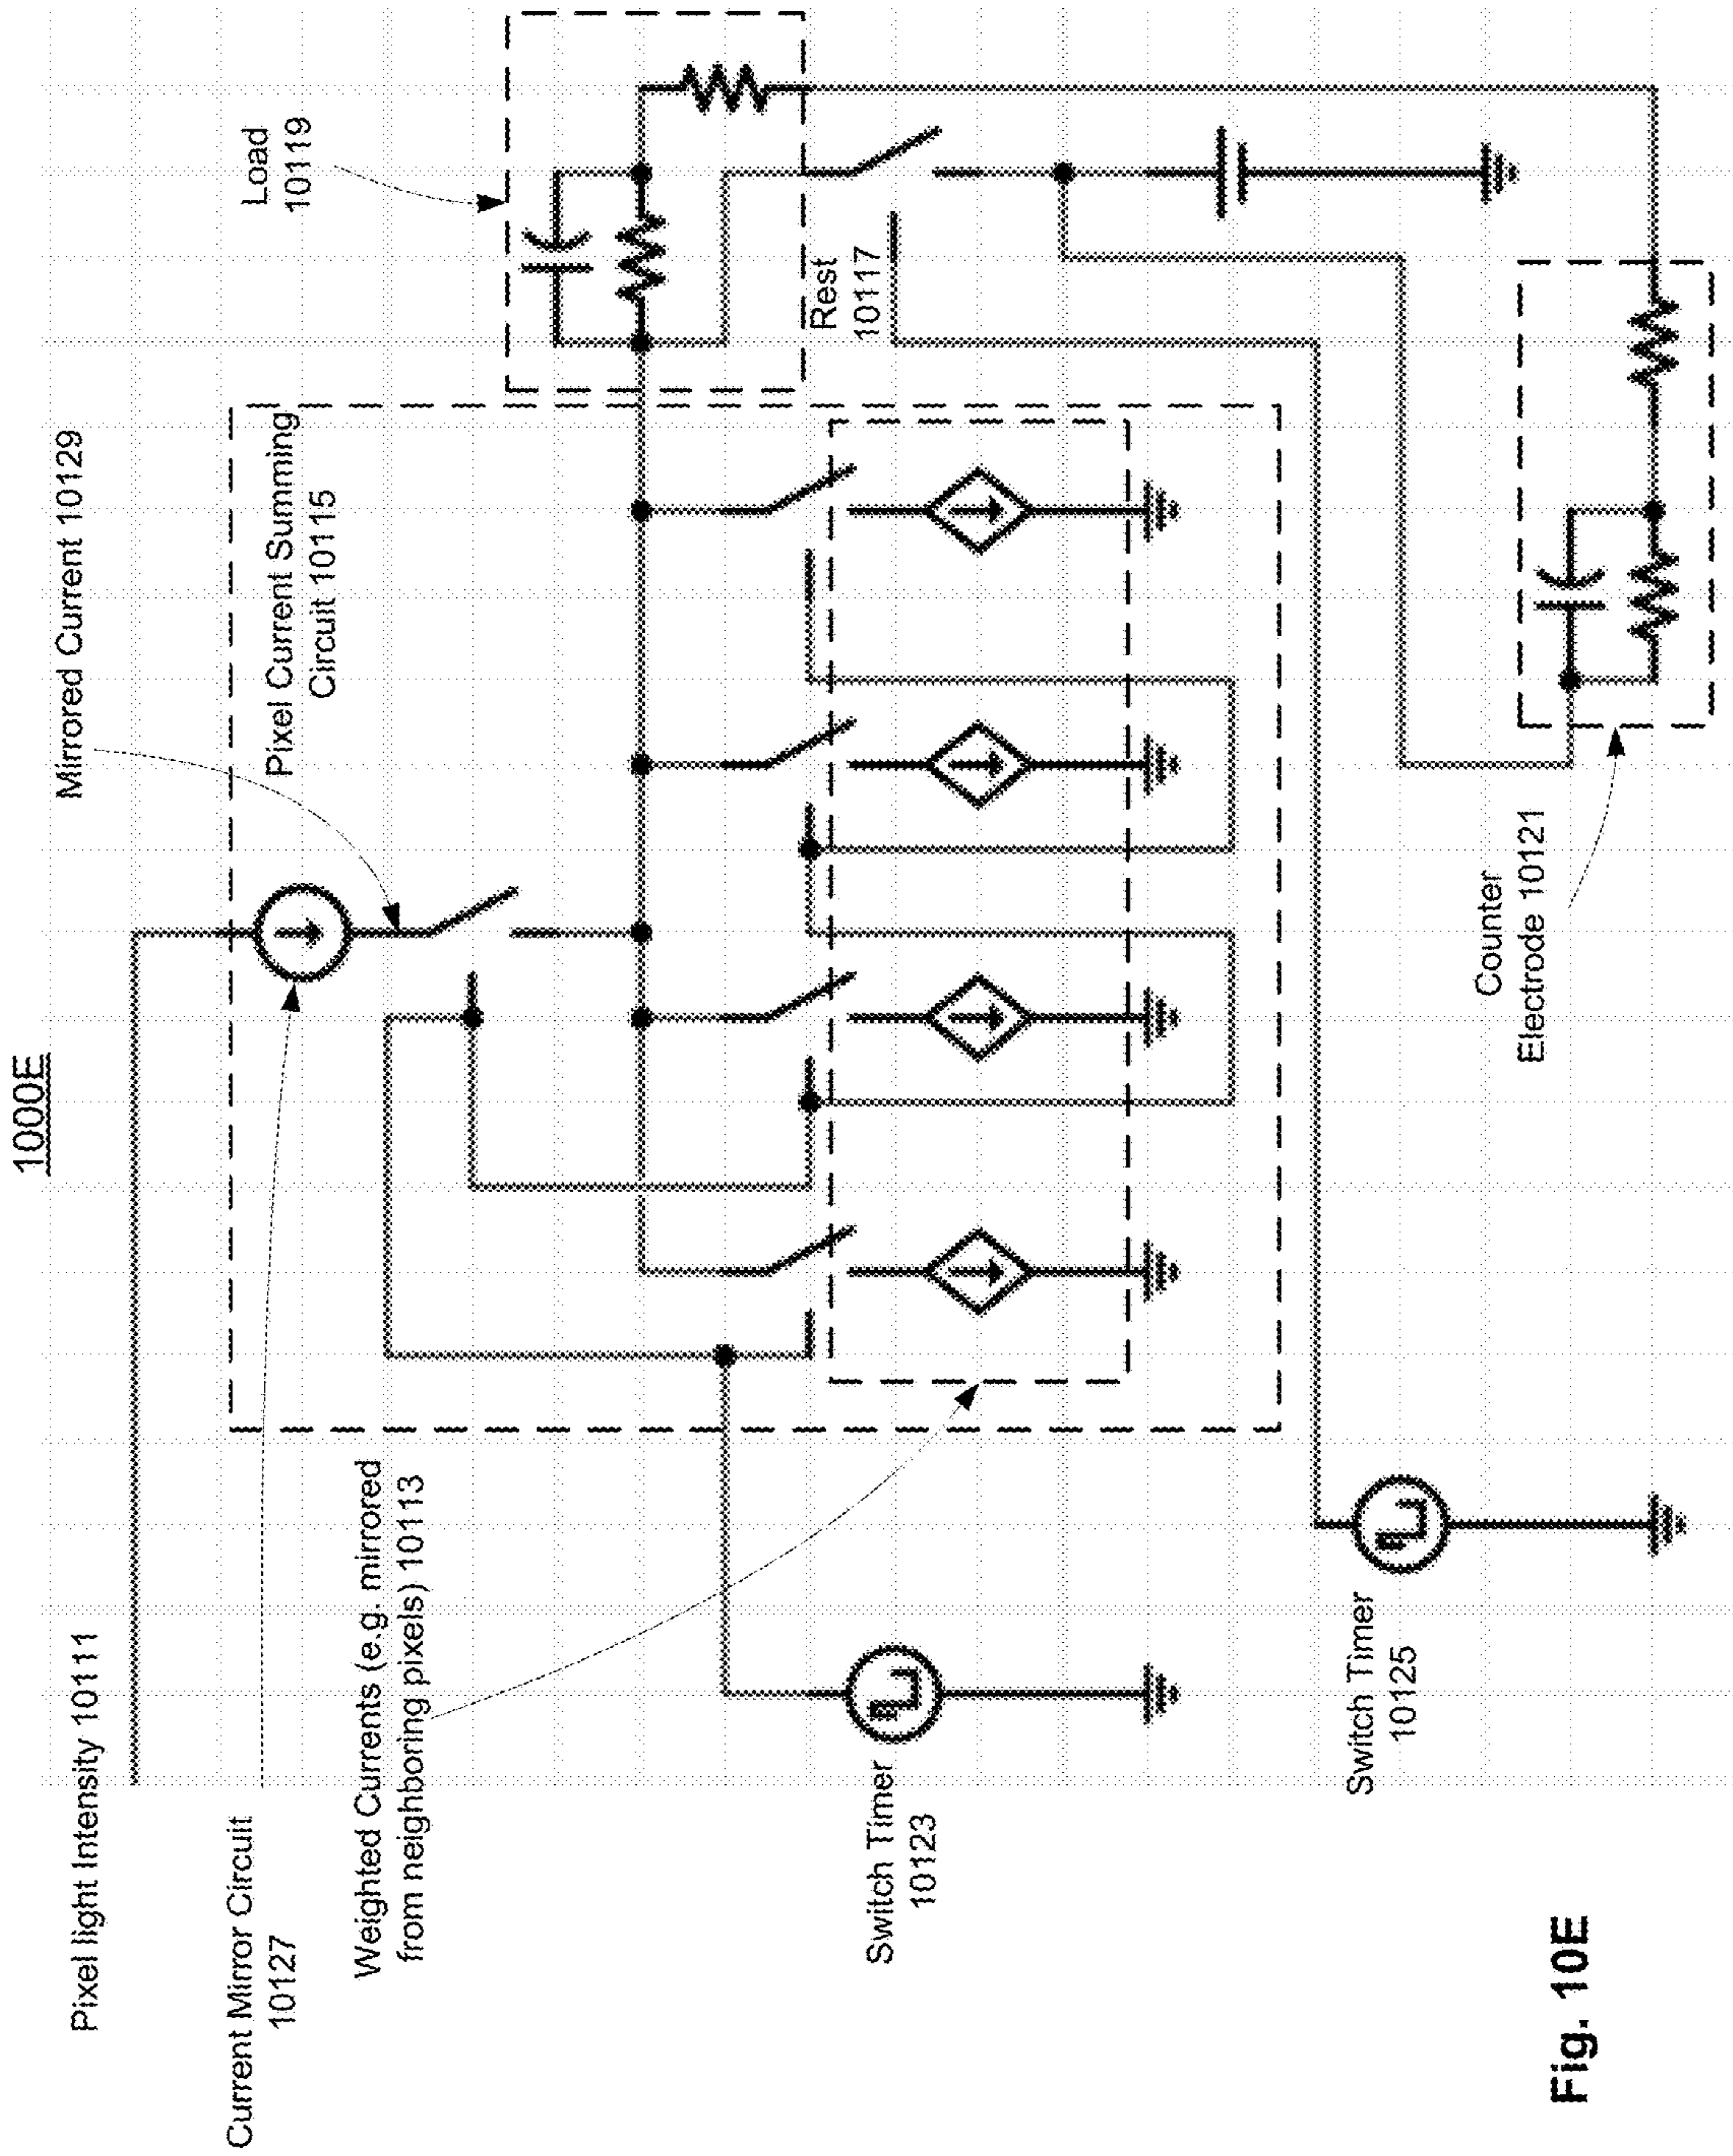 1000E
Pixel light Intensity 10111
Current Mirror Circuit
10127
Mirrored Current 10129
Load
10119
Pixel Current Summing
Circuit 10115
Weighted Currents (e.g. mirrored
from neighboring pixels) 10113
Rest
10117
Switch Timer
10123
Switch Timer
10125
Counter
Electrode 10121
Fig. 10E